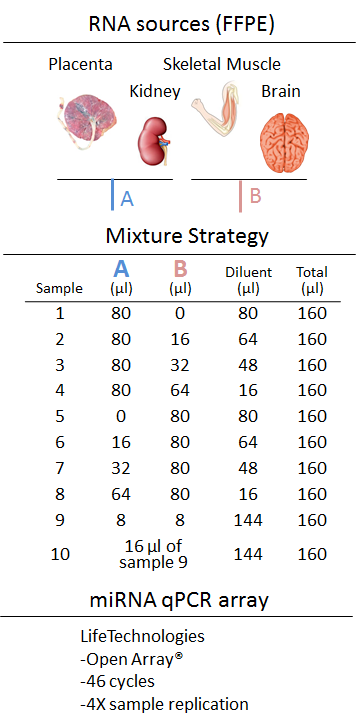 RNA sources (FFPE)
Placenta Skeletal Muscle
Kidney Brain
A B
Mixture Strategy
A B Diluent Total
Sample (µl) (µl) (µl) (µl)
1 80 0 80 160
2 80 16 64 160
3 80 32 48 160
4 80 64 16 160
5 0 80 80 160
6 16 80 64 160
7 32 80 48 160
8 64 80 16 160
9 8 8 144 160
10 16 µl of sample 9 144 160
miRNA qPCR array
LifeTechnologies
-Open Array®
-46 cycles
-4X sample replication